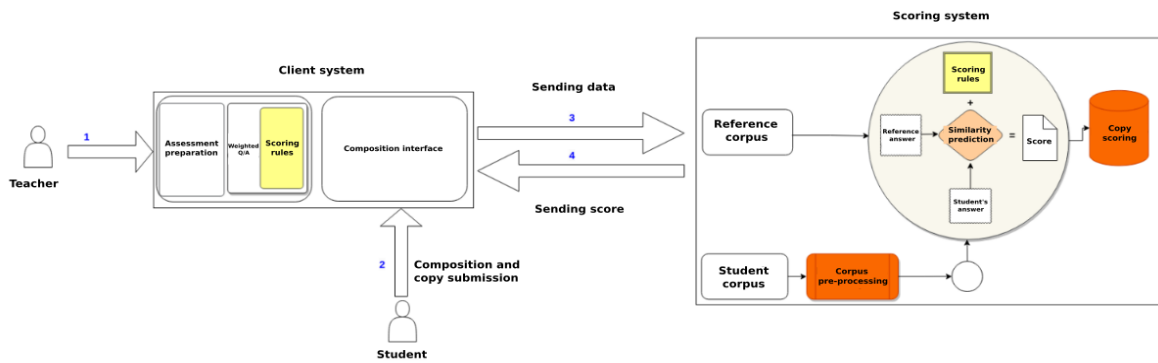 Scoring system
Client system
Sending data
1
Teacher
Assessment
preparation
Weighted
Q/A
Scoring
rules
Composition interface
3
4
Sending score
2
Composition and
copy submission
Student
Reference
corpus
Scoring
rules
+
Reference
answer
Similarity
prediction
=
Score
Copy
scoring
Student's
answer
Student
corpus
Corpus
pre-processing